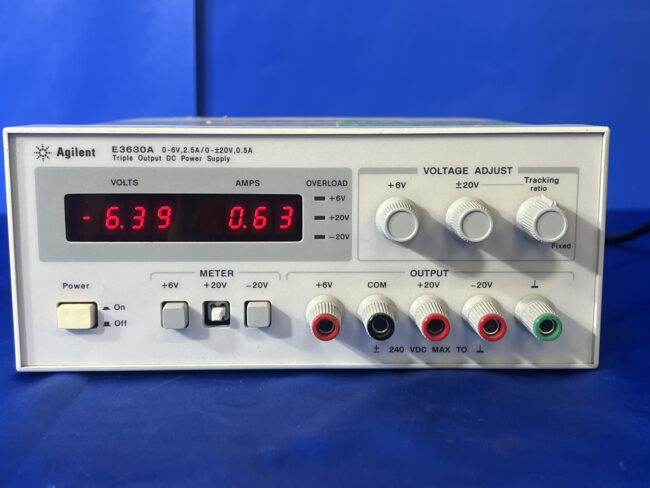 Agilent E3630A 0-6V,2.5A/0-±20V,0.5A
Triple Output DC Power Supply
VOLTS AMPS OVERLOAD
-6.39 0.63
+6V
+20V
-20V
VOLTAGE ADJUST
+6V ±20V Tracking
ratio
Fixed
Power
On
Off
METER
+6V +20V -20V
OUTPUT
+6V COM +20V -20V ⏊
± 240 VDC MAX TO ⏊